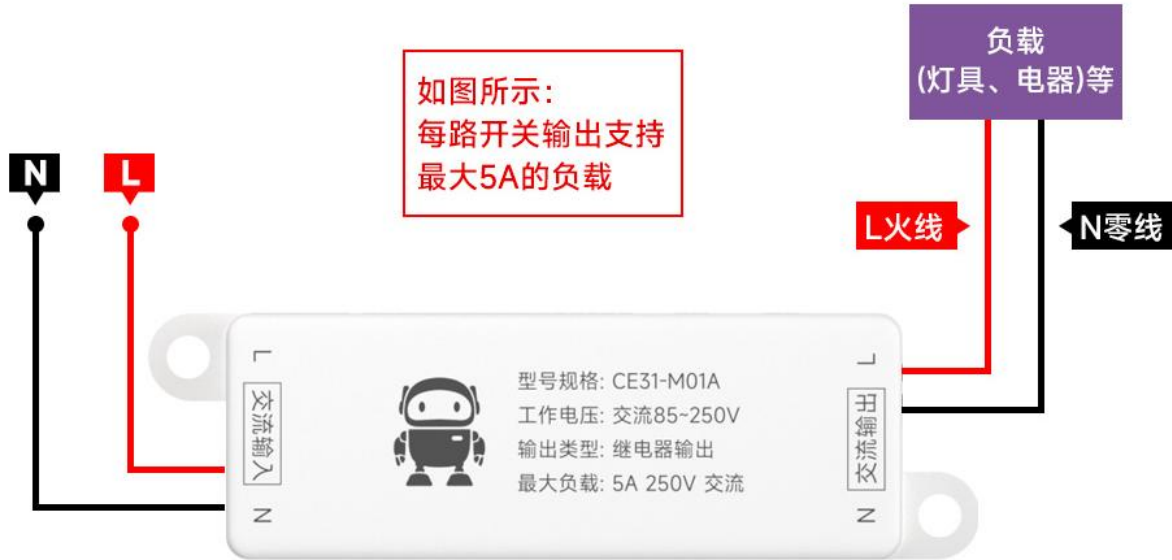 负载
(灯具、电器)等
如图所示:
每路开关输出支持
最大5A的负载
N
L
L火线
N零线
L
交流输入
N
型号规格: CE31-M01A
工作电压: 交流85~250V
输出类型: 继电器输出
最大负载: 5A 250V 交流
L
交流输出
N